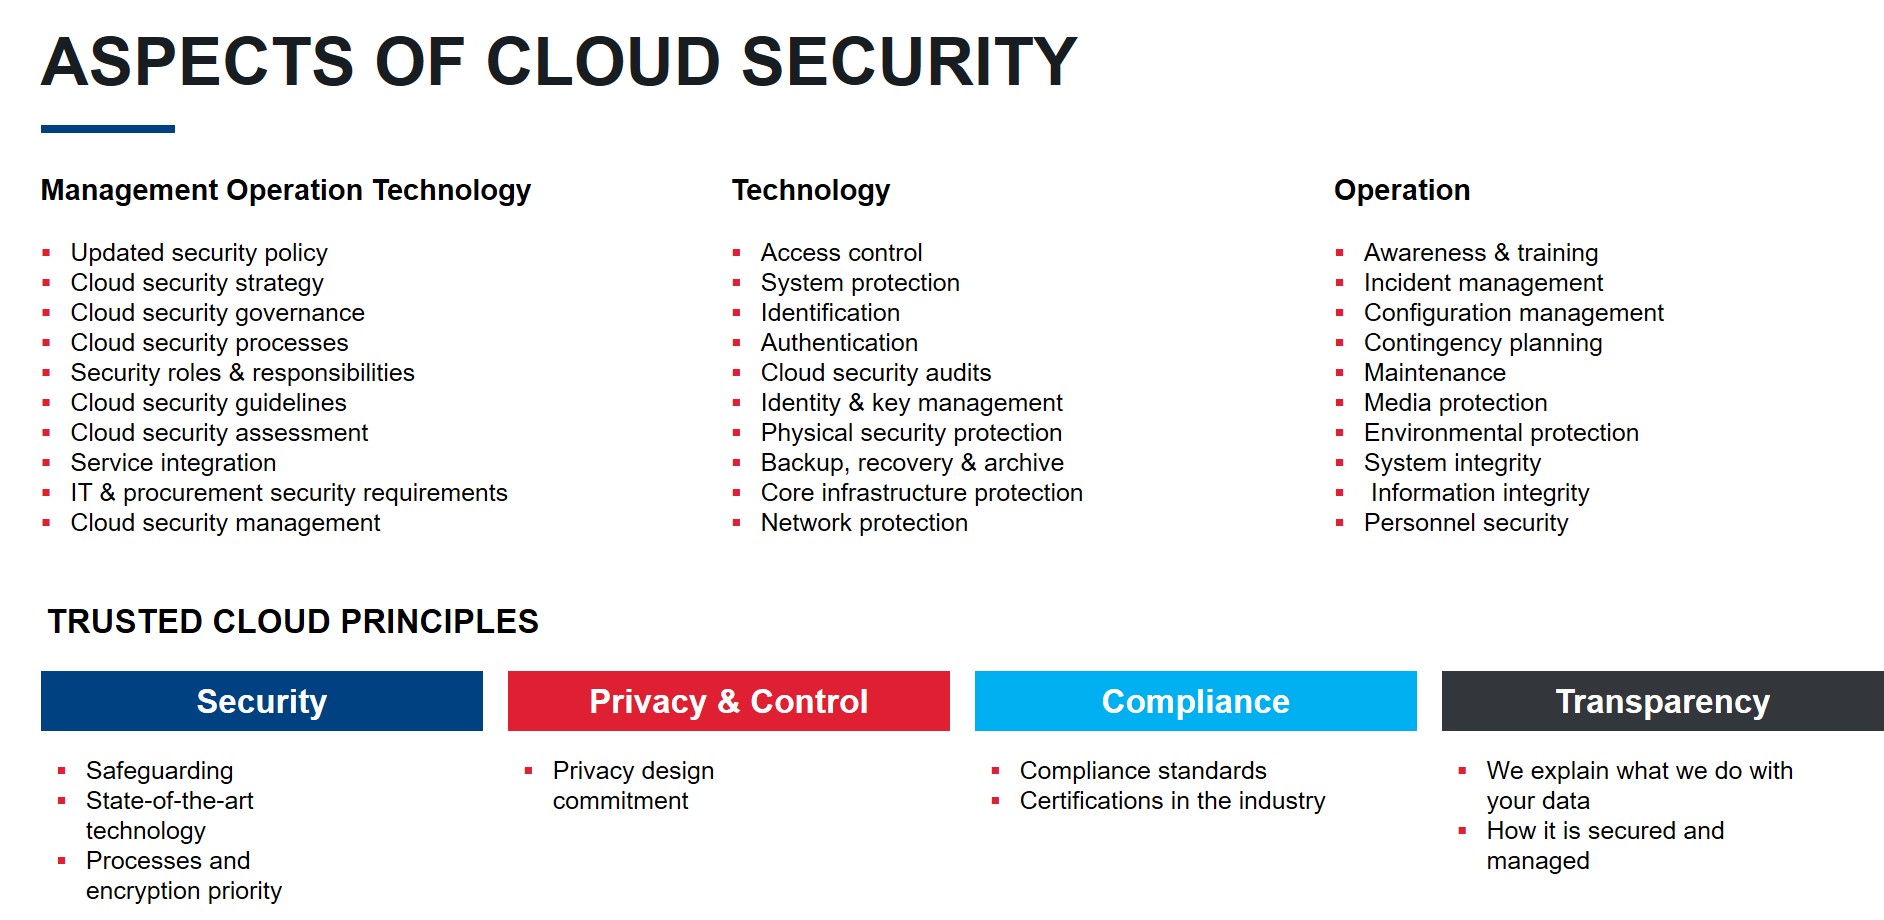 ASPECTS OF CLOUD SECURITY
Management Operation Technology
Updated security policy
Cloud security strategy
Cloud security governance
Cloud security processes
Security roles & responsibilities
Cloud security guidelines
Cloud security assessment
Service integration
IT & procurement security requirements
Cloud security management
Technology
Access control
System protection
Identification
Authentication
Cloud security audits
Identity & key management
Physical security protection
Backup, recovery & archive
Core infrastructure protection
Network protection
Operation
Awareness & training
Incident management
Configuration management
Contingency planning
Maintenance
Media protection
Environmental protection
System integrity
Information integrity
Personnel security
TRUSTED CLOUD PRINCIPLES
Security
Safeguarding
State-of-the-art
technology
Processes and
encryption priority
Privacy & Control
Privacy design
commitment
Compliance
Compliance standards
Certifications in the industry
Transparency
We explain what we do with
your data
How it is secured and
managed